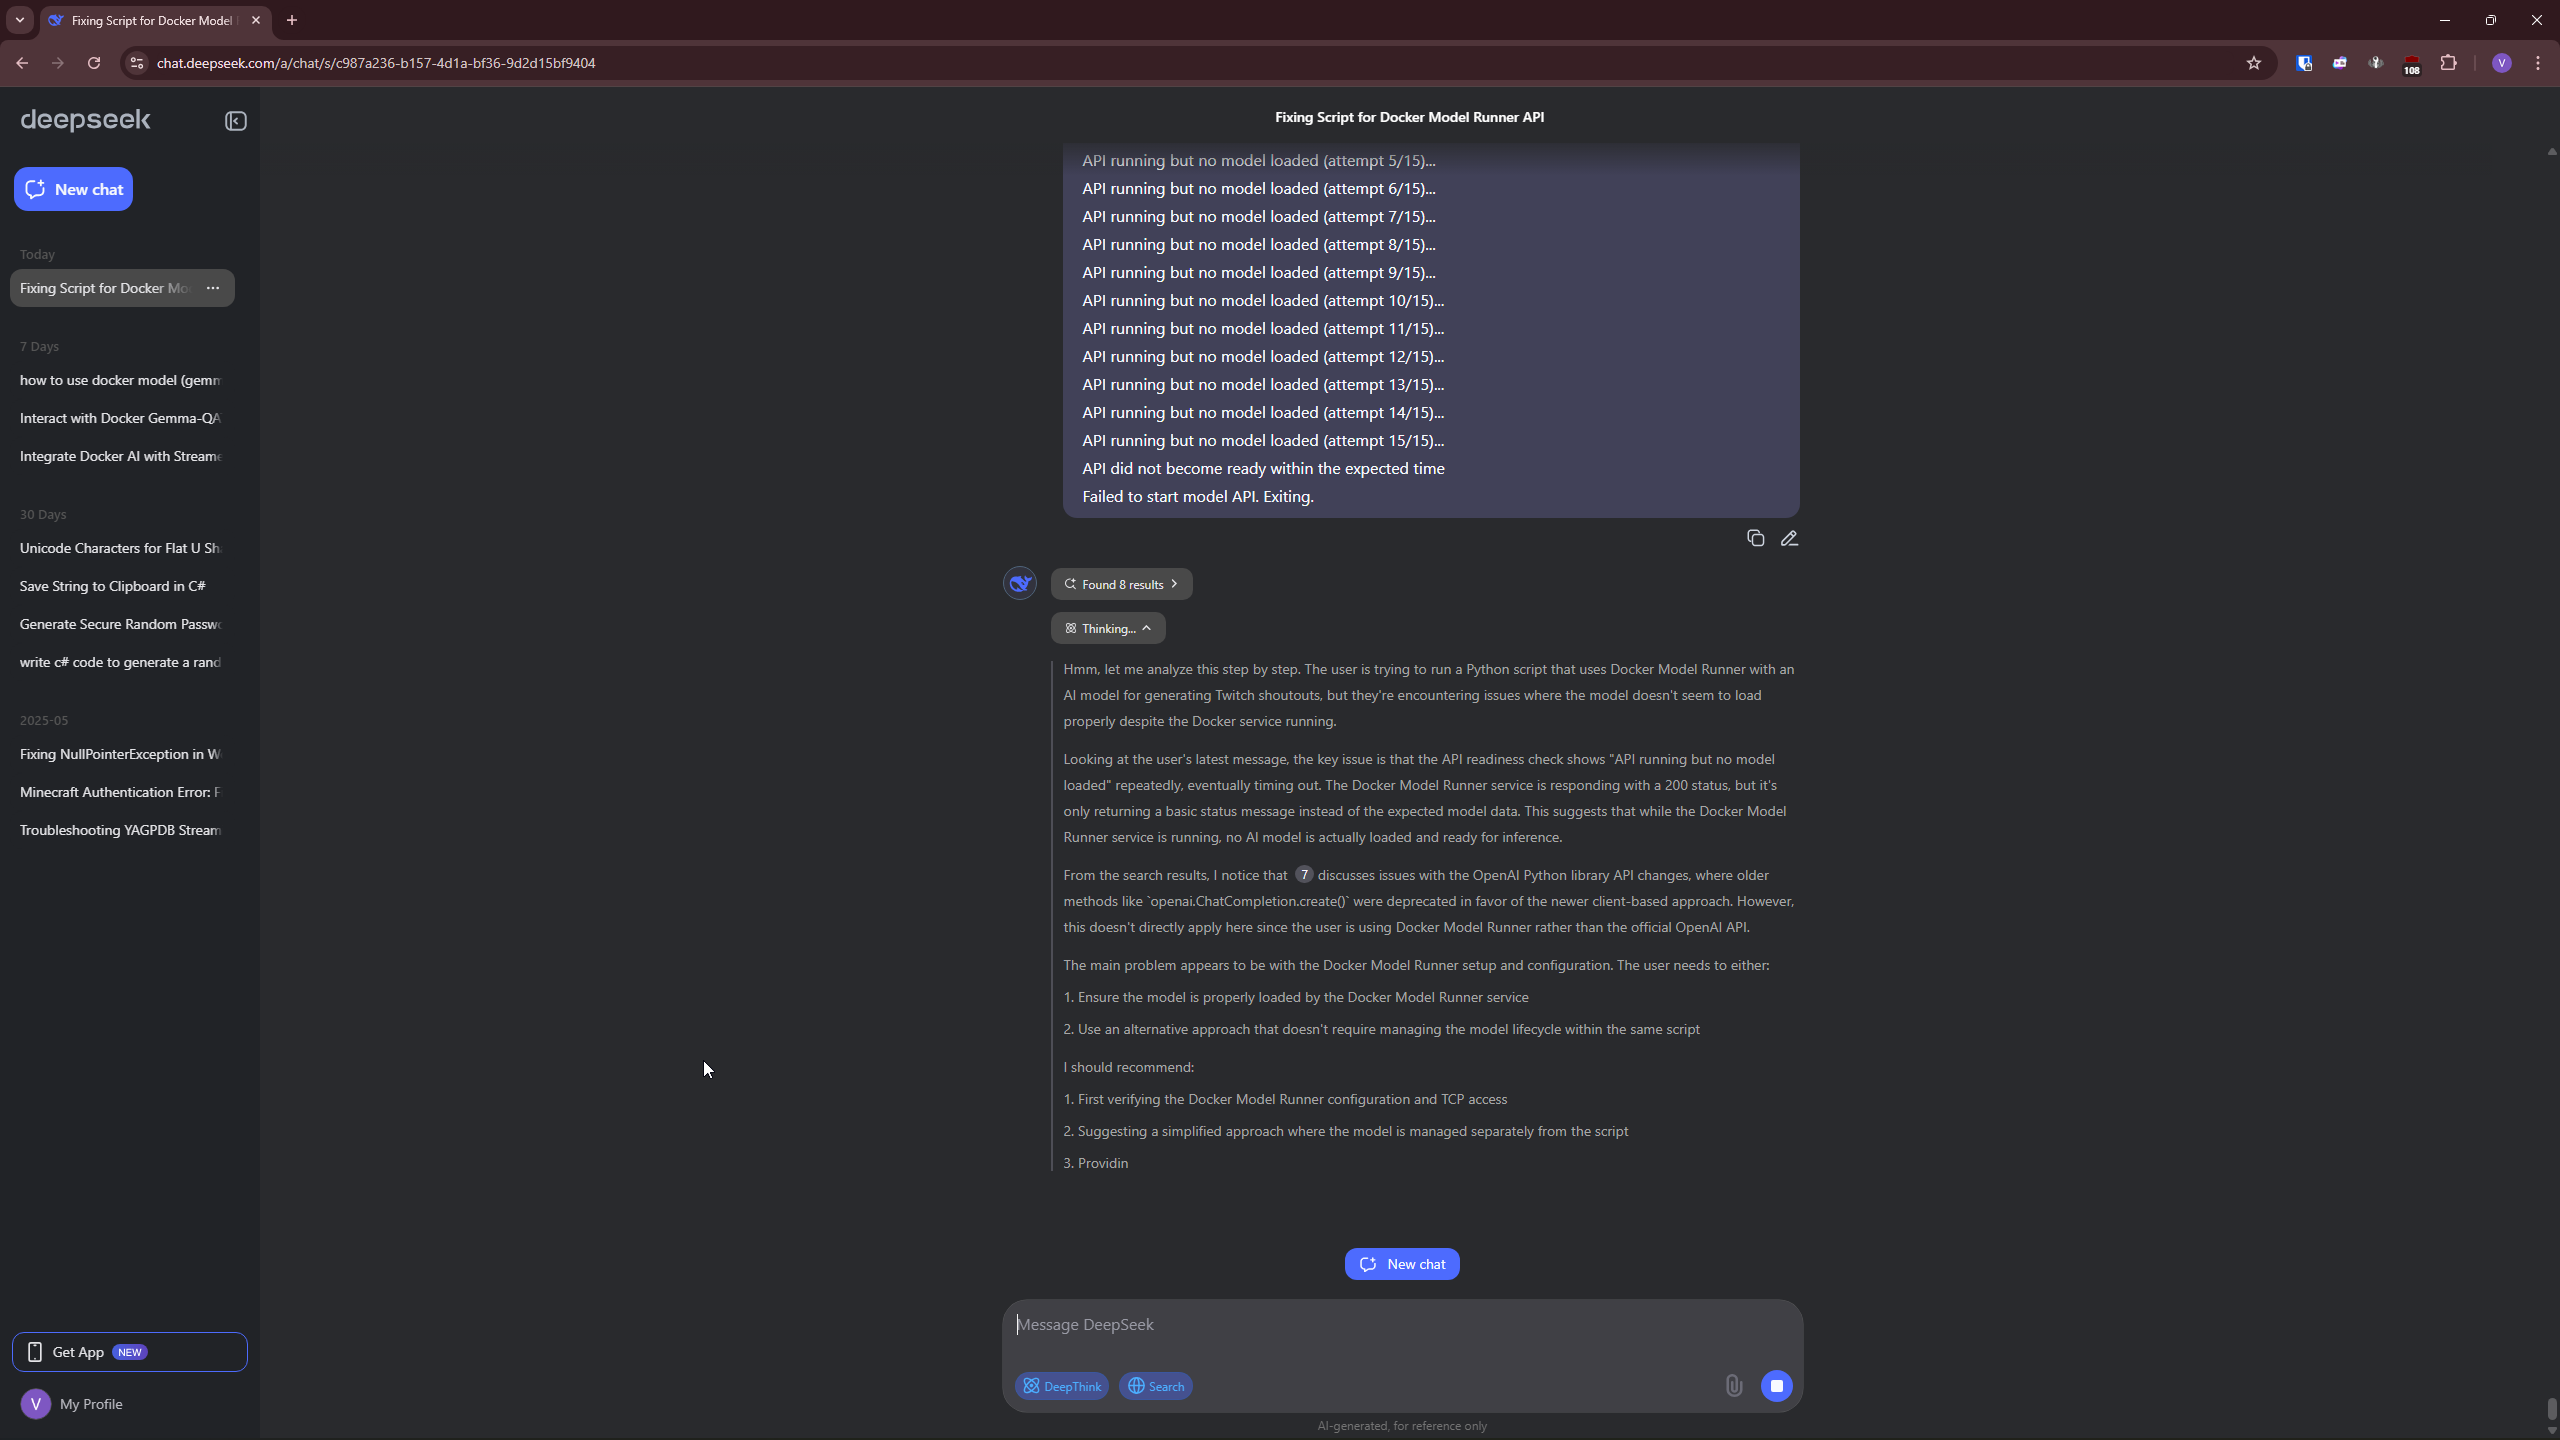 Fixing Script for Docker Model
chat.deepseek.com/a/chat/s/c987a236-b157-4d1a-bf36-9d2d15bf9404
108
V
deepseek
New chat
Today
Fixing Script for Docker Mo
7 Days
how to use docker model (gemm
Interact with Docker Gemma-QA
Integrate Docker AI with Stream
30 Days
Unicode Characters for Flat U Sh
Save String to Clipboard in C#
Generate Secure Random Passw
write c# code to generate a rand
2025-05
Fixing NullPointerException in W
Minecraft Authentication Error: F
Troubleshooting YAGPDB Stream
Get App NEW
V My Profile
Fixing Script for Docker Model Runner API
API running but no model loaded (attempt 5/15)...
API running but no model loaded (attempt 6/15)...
API running but no model loaded (attempt 7/15)...
API running but no model loaded (attempt 8/15)...
API running but no model loaded (attempt 9/15)...
API running but no model loaded (attempt 10/15)...
API running but no model loaded (attempt 11/15)...
API running but no model loaded (attempt 12/15)...
API running but no model loaded (attempt 13/15)...
API running but no model loaded (attempt 14/15)...
API running but no model loaded (attempt 15/15)...
API did not become ready within the expected time
Failed to start model API. Exiting.
Found 8 results
Thinking...
Hmm, let me analyze this step by step. The user is trying to run a Python script that uses Docker Model Runner with an
AI model for generating Twitch shoutouts, but they're encountering issues where the model doesn't seem to load
properly despite the Docker service running.
Looking at the user's latest message, the key issue is that the API readiness check shows "API running but no model
loaded" repeatedly, eventually timing out. The Docker Model Runner service is responding with a 200 status, but it's
only returning a basic status message instead of the expected model data. This suggests that while the Docker Model
Runner service is running, no AI model is actually loaded and ready for inference.
From the search results, I notice that 7 discusses issues with the OpenAI Python library API changes, where older
methods like `openai.ChatCompletion.create()` were deprecated in favor of the newer client-based approach. However,
this doesn't directly apply here since the user is using Docker Model Runner rather than the official OpenAI API.
The main problem appears to be with the Docker Model Runner setup and configuration. The user needs to either:
1. Ensure the model is properly loaded by the Docker Model Runner service
2. Use an alternative approach that doesn't require managing the model lifecycle within the same script
I should recommend:
1. First verifying the Docker Model Runner configuration and TCP access
2. Suggesting a simplified approach where the model is managed separately from the script
3. Providin
New chat
Message DeepSeek
DeepThink
Search
AI-generated, for reference only